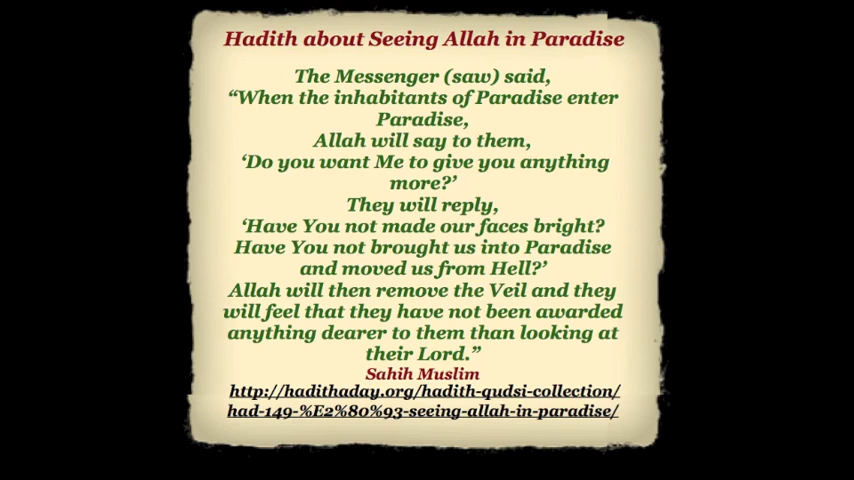 Hadith about Seeing Allah in Paradise
The Messenger (saw) said,
“When the inhabitants of Paradise enter
Paradise,
Allah will say to them,
‘Do you want Me to give you anything
more?’
They will reply,
‘Have You not made our faces bright?
Have You not brought us into Paradise
and moved us from Hell?’
Allah will then remove the Veil and they
will feel that they have not been awarded
anything dearer to them than looking at
their Lord.”
Sahih Muslim
http://hadithaday.org/hadith-qudsi-collection/
had-149-%E2%80%93-seeing-allah-in-paradise/